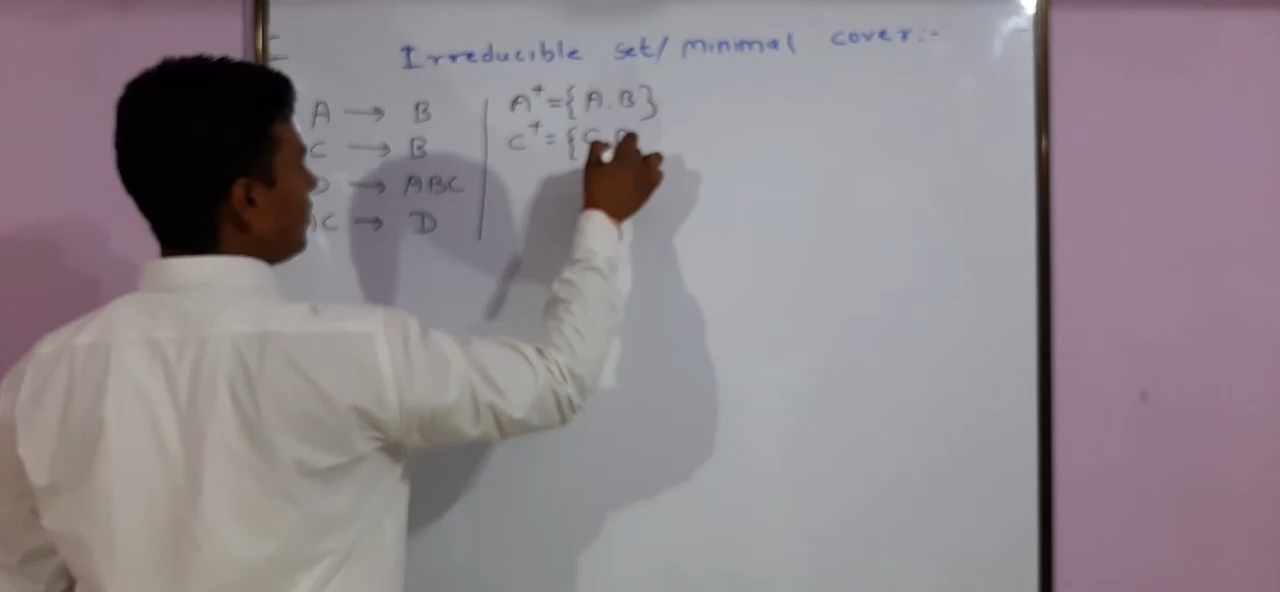 Irreducible set/ minimal cover:-
A → B
C → B
D → ABC
C → D
A⁺={A.B}
C⁺={C.